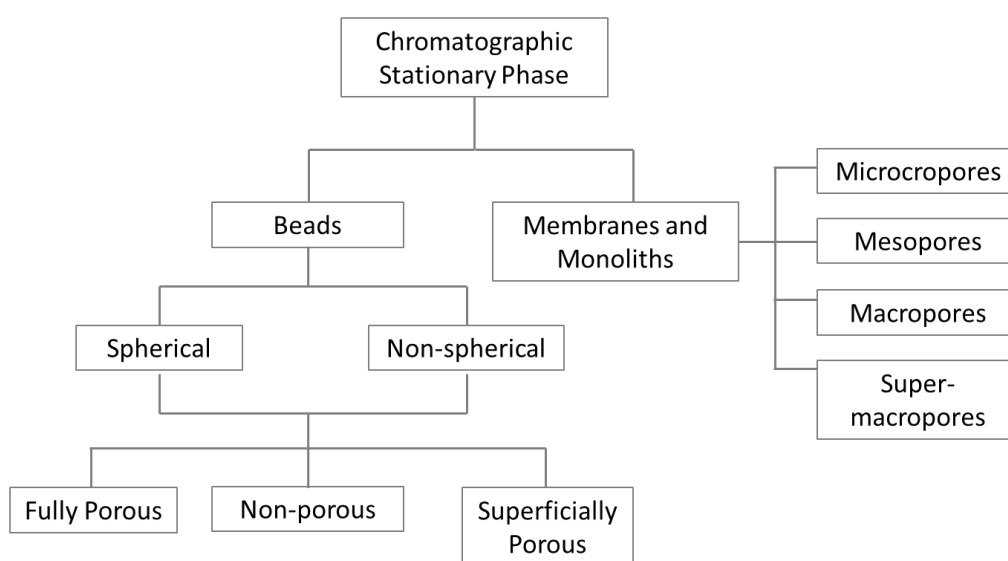 Chromatographic
Stationary Phase
Beads
Membranes and
Monoliths
Microcropores
Mesopores
Macropores
Super-
macropores
Spherical
Non-spherical
Fully Porous
Non-porous
Superficially
Porous